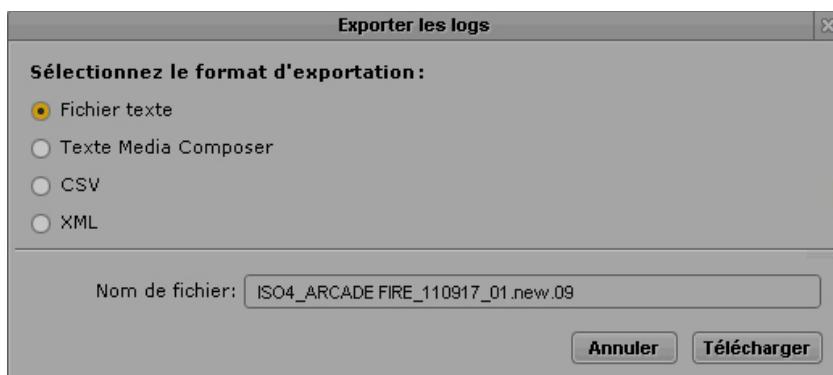 Exporter les logs
Sélectionnez le format d'exportation :
Fichier texte
Texte Media Composer
CSV
XML
Nom de fichier: ISO4_ARCADE FIRE_110917_01.new.09
Annuler Télécharger